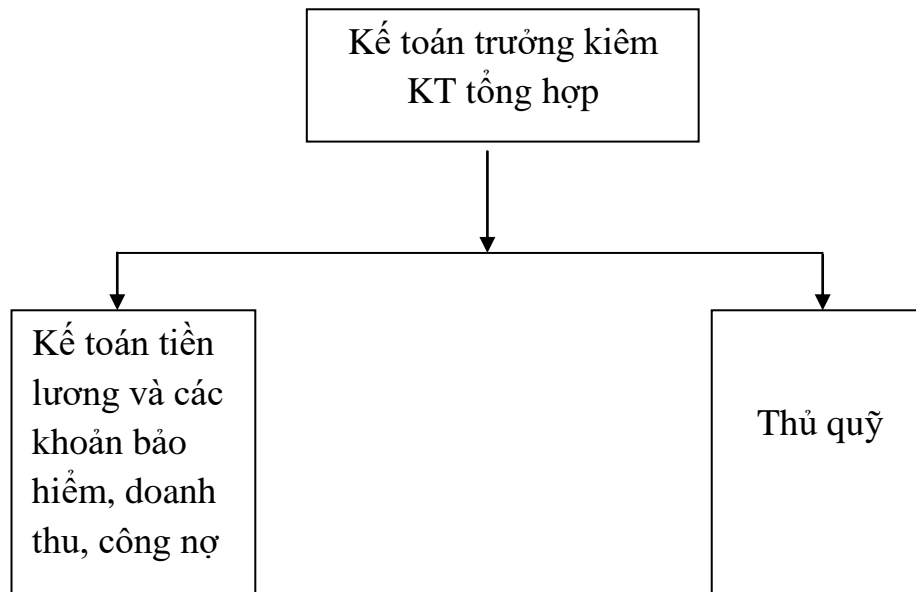 Kế toán trưởng kiêm
KT tổng hợp
Kế toán tiền
lương và các
khoản bảo
hiểm, doanh
thu, công nợ
Thủ quỹ